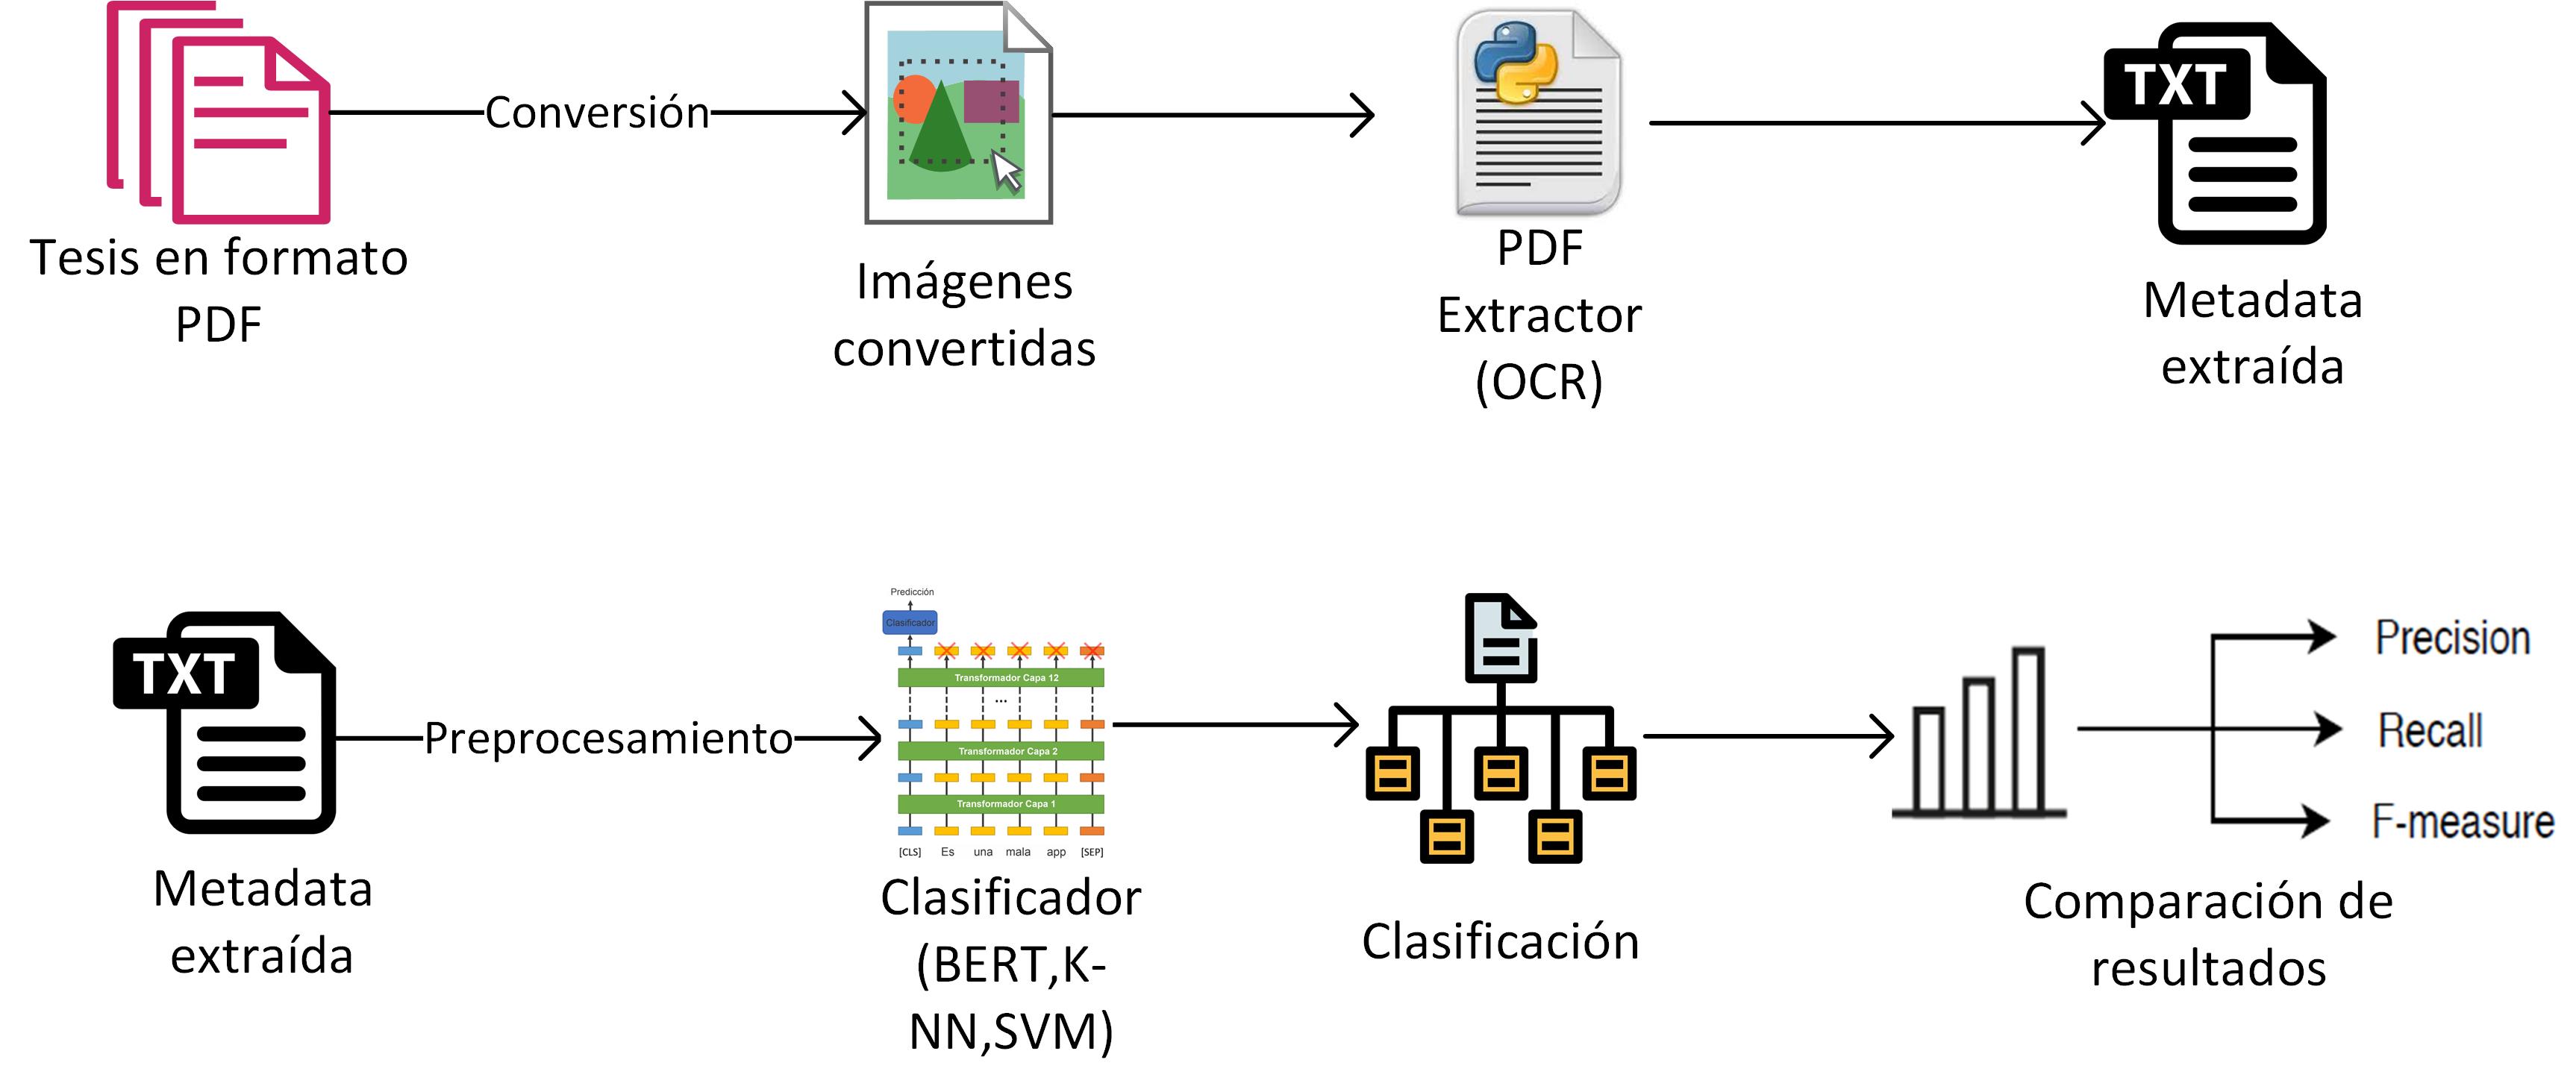 Conversión
TXT
Tesis en formato
PDF
Imágenes
convertidas
PDF
Extractor
(OCR)
Metadata
extraída
TXT
Preprocesamiento
Predicción
Clasificador
Transformador Capa 12
...
Transformador Capa 2
Transformador Capa 1
[CLS] Es una mala app [SEP]
Precision
Recall
F-measure
Metadata
extraída
Clasificador
(BERT,K-
NN,SVM)
Clasificación
Comparación de
resultados